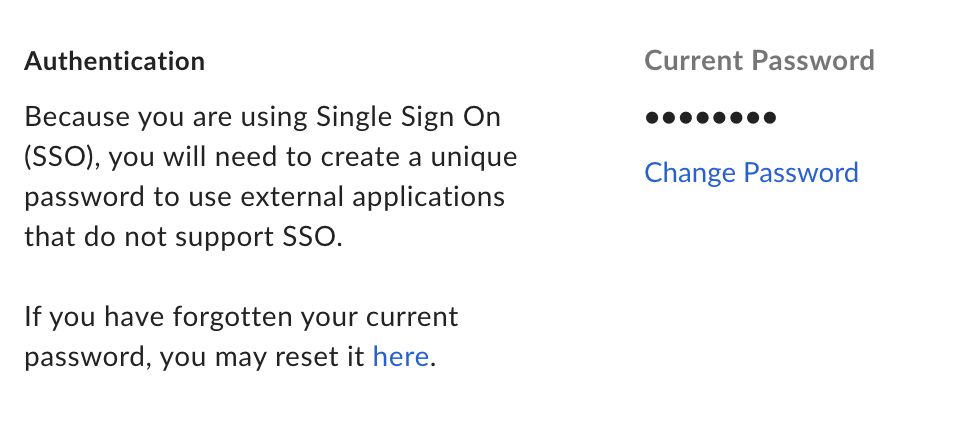 Authentication
Because you are using Single Sign On
(SSO), you will need to create a unique
password to use external applications
that do not support SSO.
If you have forgotten your current
password, you may reset it here.
Current Password
••••••••
Change Password